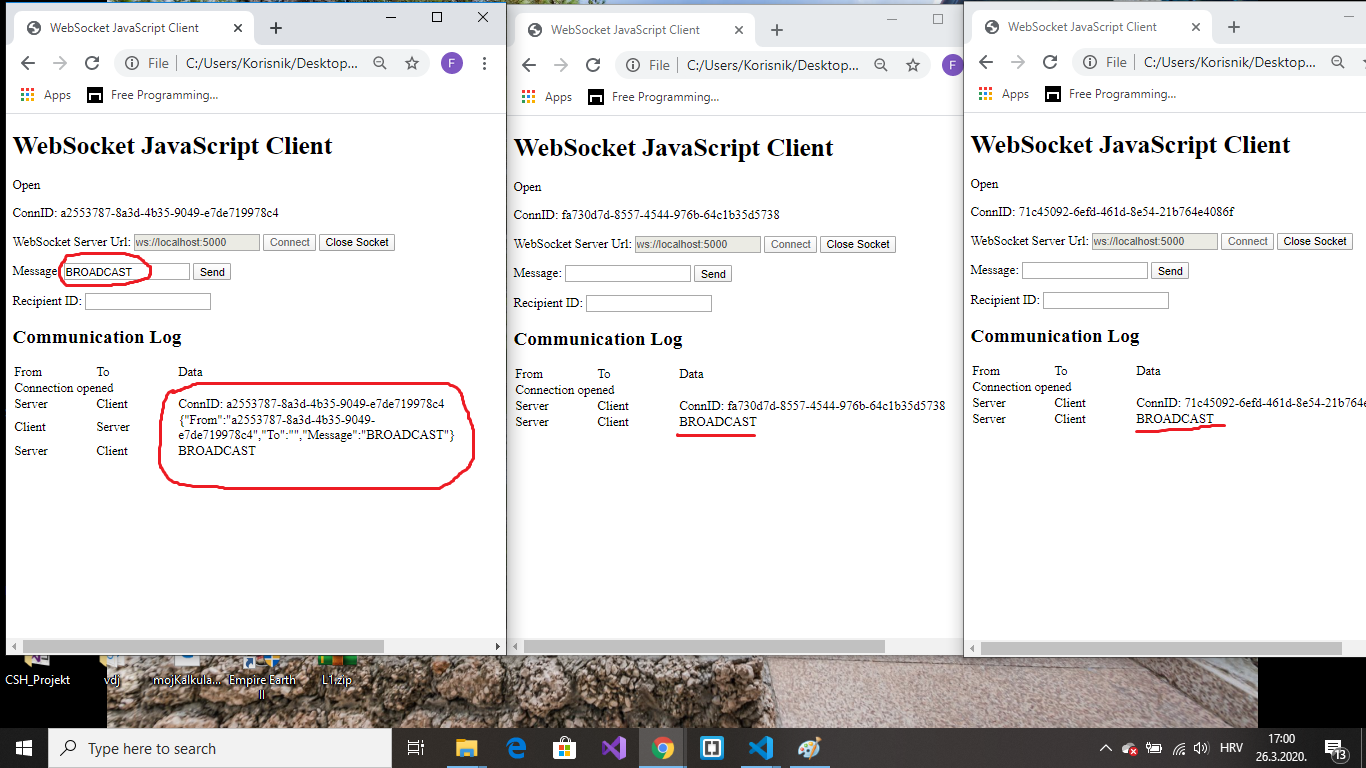 WebSocket JavaScript Client
File
C:/Users/Korisnik/Desktop...
F
Apps
Free Programming...
WebSocket JavaScript Client
Open
ConnID: a2553787-8a3d-4b35-9049-e7de719978c4
WebSocket Server Url: ws://localhost:5000 Connect Close Socket
Message: BROADCAST Send
Recipient ID:
Communication Log
From To Data
Connection opened
Server Client ConnID: a2553787-8a3d-4b35-9049-e7de719978c4
Client Server {"From":"a2553787-8a3d-4b35-9049-
e7de719978c4","To":"","Message":"BROADCAST"}
Server Client BROADCAST
WebSocket JavaScript Client
File
C:/Users/Korisnik/Desktop...
F
Apps
Free Programming...
WebSocket JavaScript Client
Open
ConnID: fa730d7d-8557-4544-976b-64c1b35d5738
WebSocket Server Url: ws://localhost:5000 Connect Close Socket
Message: Send
Recipient ID:
Communication Log
From To Data
Connection opened
Server Client ConnID: fa730d7d-8557-4544-976b-64c1b35d5738
Server Client BROADCAST
WebSocket JavaScript Client
File
C:/Users/Korisnik/Desktop...
Apps
Free Programming...
WebSocket JavaScript Client
Open
ConnID: 71c45092-6efd-461d-8e54-21b764e4086f
WebSocket Server Url: ws://localhost:5000 Connect Close Socket
Message: Send
Recipient ID:
Communication Log
From To Data
Connection opened
Server Client ConnID: 71c45092-6efd-461d-8e54-21b764e
Server Client BROADCAST
CSH_Projekt
vdj
mojKalkula...
Empire Earth
II
L1.zip
Type here to search
HRV
17:00
26.3.2020.
13